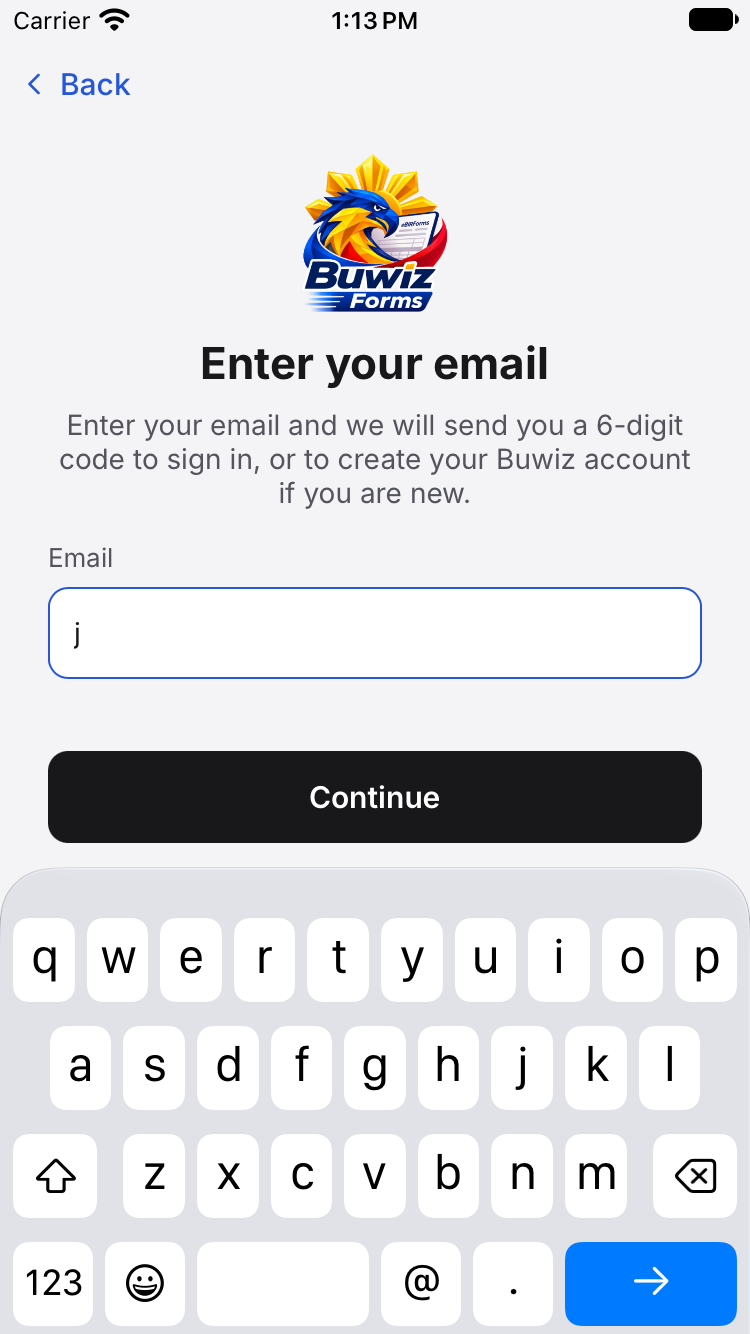 Carrier 1:13 PM
Back
eBIRForms
Buwiz
Forms
Enter your email
Enter your email and we will send you a 6-digit
code to sign in, or to create your Buwiz account
if you are new.
Email
j
Continue
q w e r t y u i o p
a s d f g h j k l
z x c v b n m
123 @ .